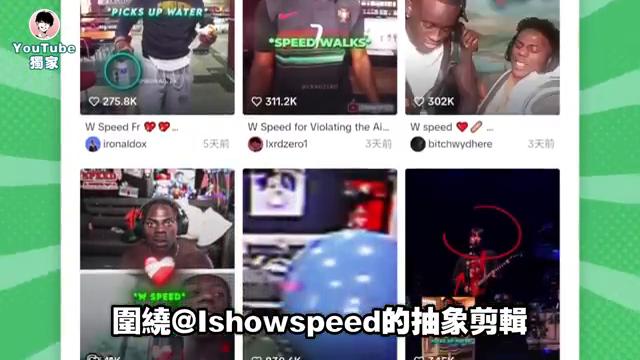 YouTube
獨家
*PICKS UP WATER*
*SPEED WALKS*
275.8K
311.2K
302K
W Speed Fr ...
W Speed for Violating the Ai...
W speed ...
ironaldox
5天前
lxrdzero1
3天前
bitchwydhere
3天前
*W SPEED*
圍繞@Ishowspeed的抽象剪輯